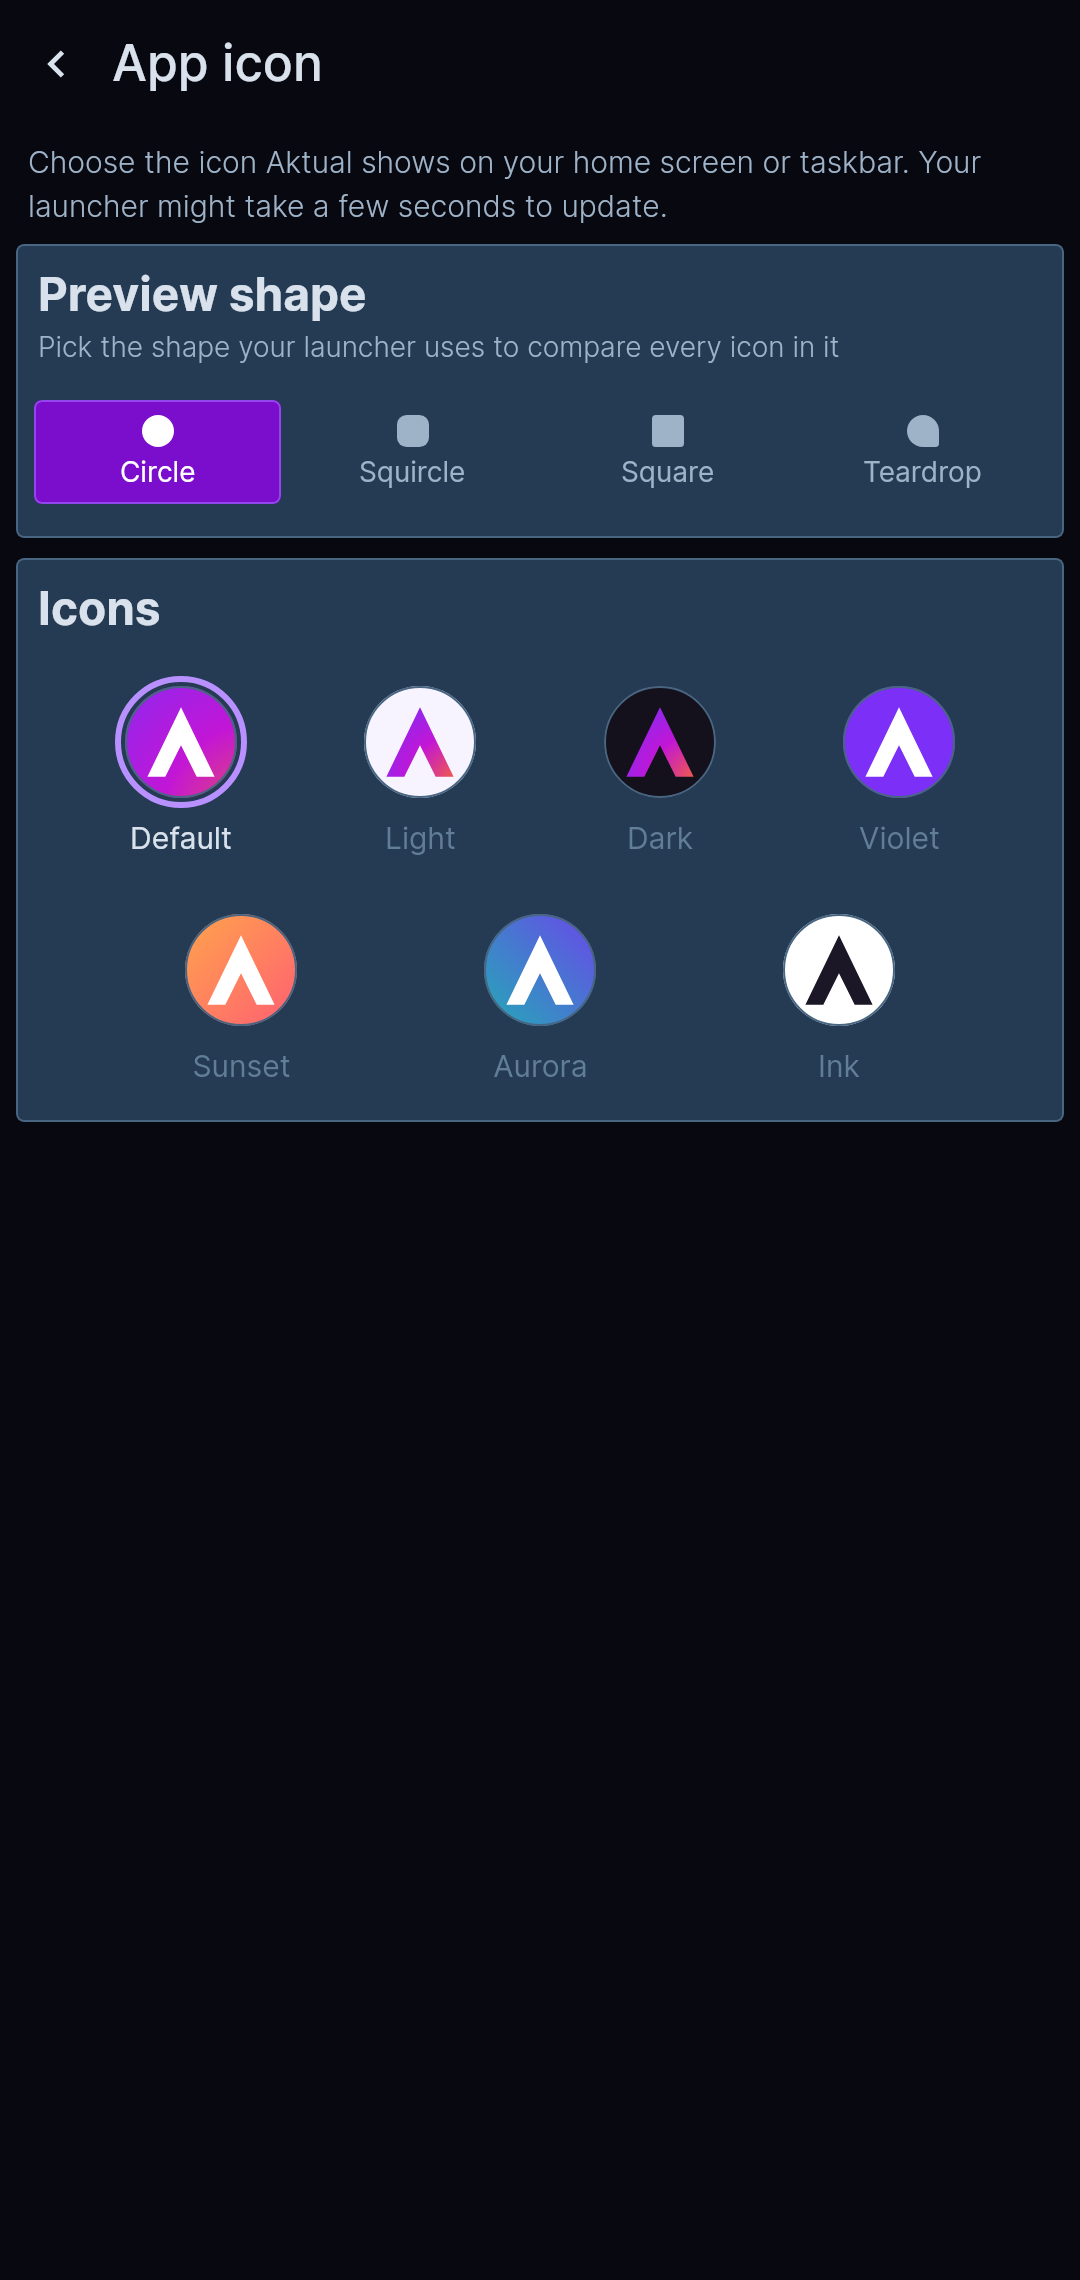 App icon
Choose the icon Aktual shows on your home screen or taskbar. Your
launcher might take a few seconds to update.
Preview shape
Pick the shape your launcher uses to compare every icon in it
Circle Squircle Square Teardrop
Icons
Default Light Dark Violet
Sunset Aurora Ink